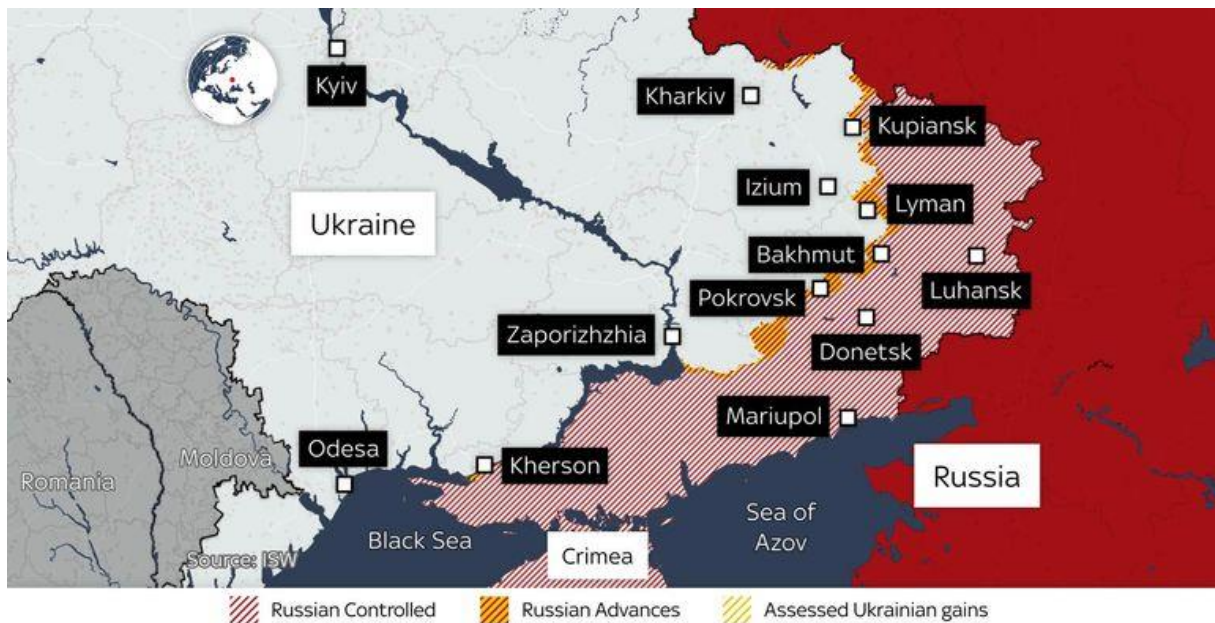 Kyiv
Kharkiv
Kupiansk
Izium
Lyman
Ukraine
Bakhmut
Pokrovsk
Luhansk
Zaporizhzhia
Donetsk
Mariupol
Odesa
Moldova
Kherson
Romania
Russia
Black Sea
Sea of
Azov
Crimea
Source: ISW
Russian Controlled
Russian Advances
Assessed Ukrainian gains